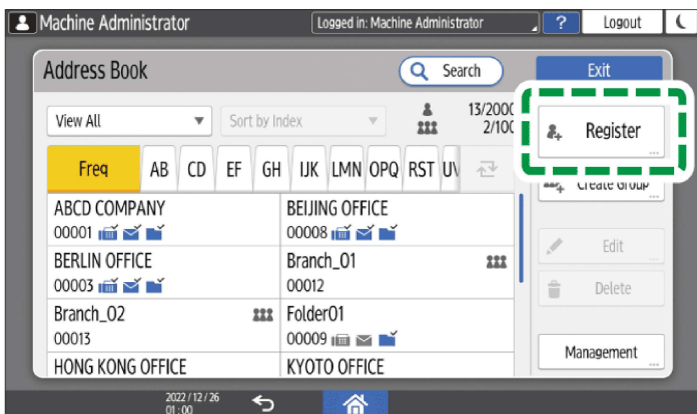 Machine Administrator
Logged in: Machine Administrator
?
Logout
Address Book
Search
Exit
View All
Sort by Index
13/2000
2/100
Register
...
Freq
AB
CD
EF
GH
IJK
LMN
OPQ
RST
Create Group
...
ABCD COMPANY
00001
BEIJING OFFICE
00008
BERLIN OFFICE
00003
Branch_01
00012
Edit
...
Delete
Branch_02
00013
Folder01
00009
HONG KONG OFFICE
KYOTO OFFICE
Management
...
2022/12/26
01:00